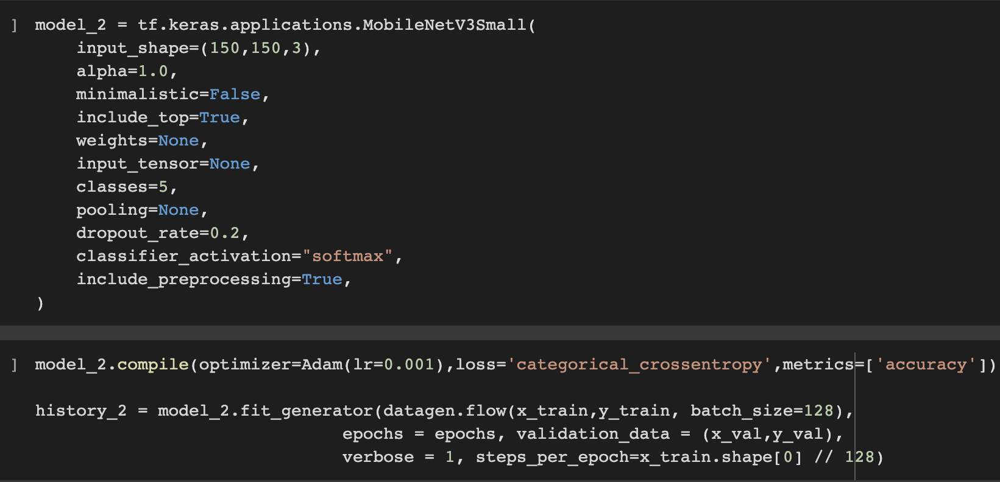 ] model_2 = tf.keras.applications.MobileNetV3Small(
    input_shape=(150,150,3),
    alpha=1.0,
    minimalistic=False,
    include_top=True,
    weights=None,
    input_tensor=None,
    classes=5,
    pooling=None,
    dropout_rate=0.2,
    classifier_activation="softmax",
    include_preprocessing=True,
)
] model_2.compile(optimizer=Adam(lr=0.001),loss='categorical_crossentropy',metrics=['accuracy'])
history_2 = model_2.fit_generator(datagen.flow(x_train,y_train, batch_size=128),
                              epochs = epochs, validation_data = (x_val,y_val),
                              verbose = 1, steps_per_epoch=x_train.shape[0] // 128)